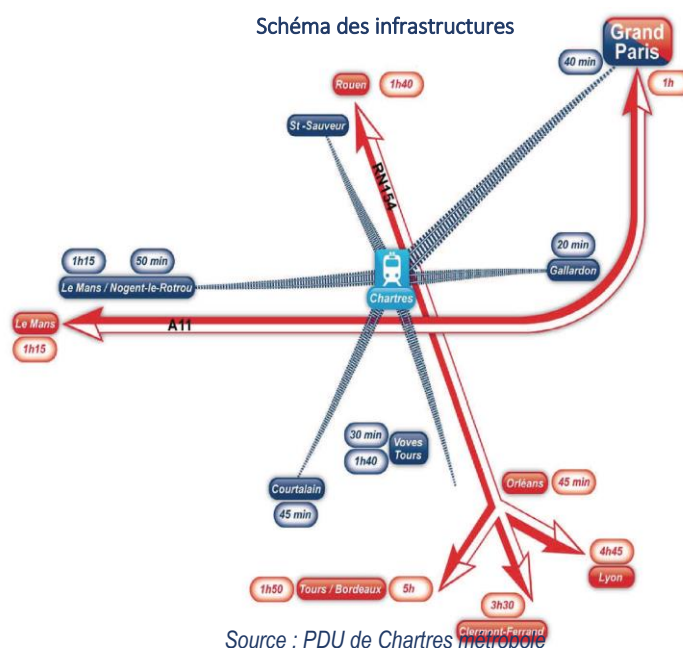 Schéma des infrastructures
Grand
Paris
40 min
1h
Rouen
1h40
St -Sauveur
RN154
1h15
50 min
20 min
Le Mans / Nogent-le-Rotrou
Gallardon
Chartres
Le Mans
A11
1h15
30 min
1h40
Voves
Tours
Courtalain
45 min
Orléans
45 min
4h45
Lyon
1h50
Tours / Bordeaux
5h
3h30
Clermont-Ferrand
Source : PDU de Chartres métropole